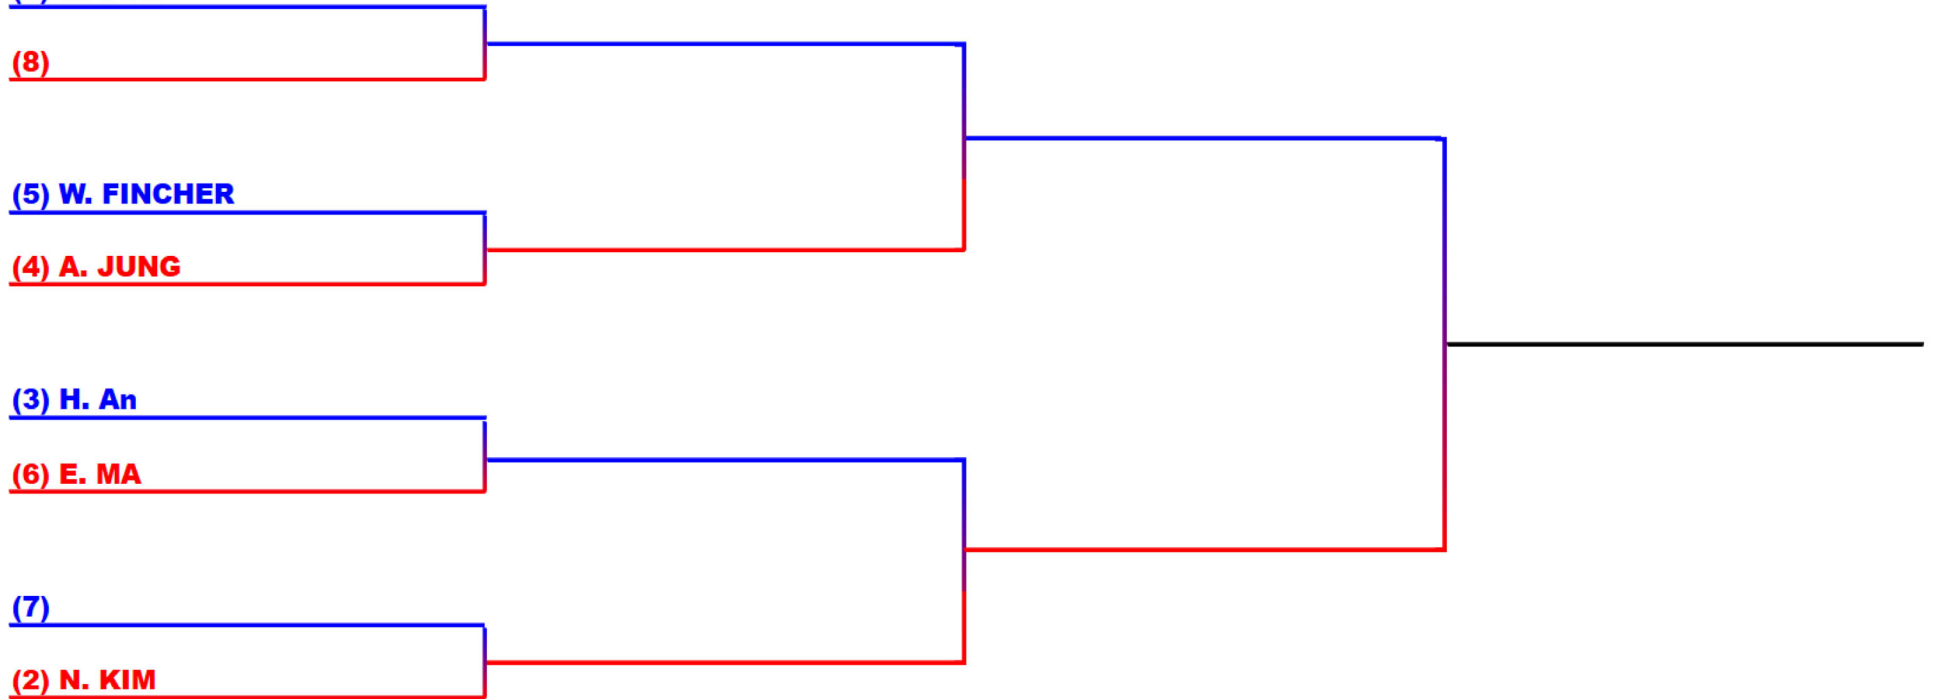 (8)
(5) W. FINCHER
(4) A. JUNG
(3) H. An
(6) E. MA
(7)
(2) N. KIM